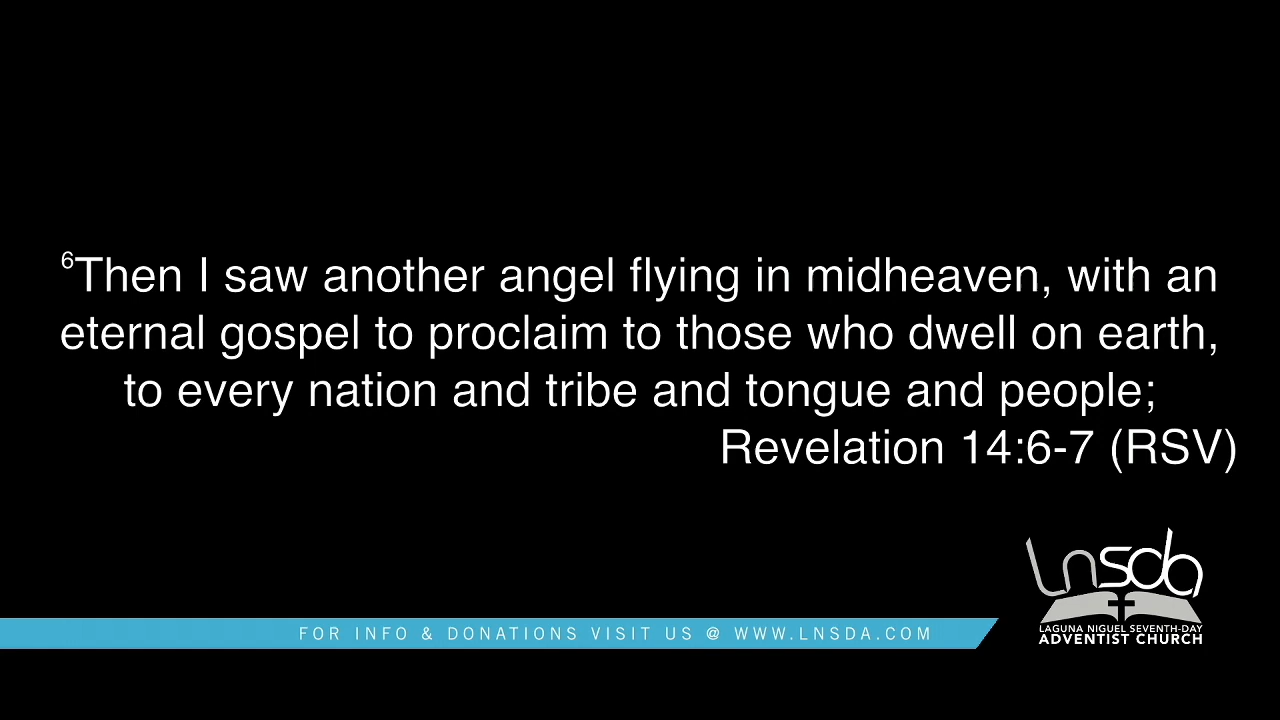 ⁶Then I saw another angel flying in midheaven, with an
eternal gospel to proclaim to those who dwell on earth,
to every nation and tribe and tongue and people;
Revelation 14:6-7 (RSV)
Lnsda
LAGUNA NIGUEL SEVENTH-DAY
ADVENTIST CHURCH
FOR INFO & DONATIONS VISIT US @ WWW.LNSDA.COM